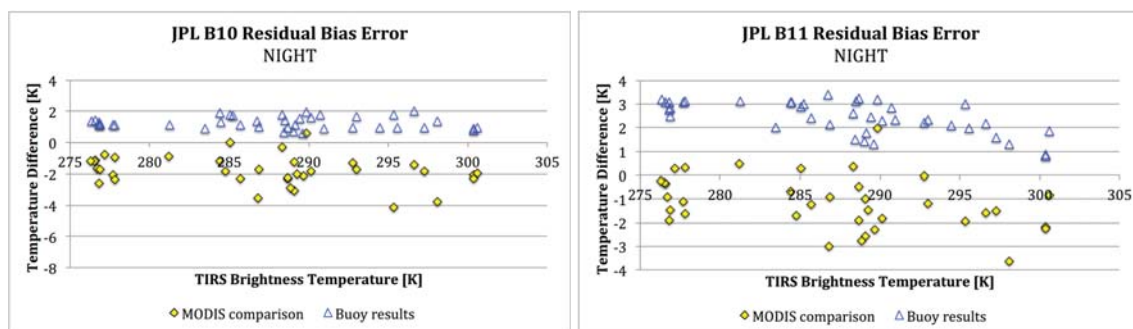 JPL B10 Residual Bias Error
NIGHT
Temperature Difference [K]
4
2
0
-2
-4
-6
-8
275 280 285 290 295 300 305
TIRS Brightness Temperature [K]
MODIS comparison Buoy results
JPL B11 Residual Bias Error
NIGHT
Temperature Difference [K]
4
3
2
1
0
-1
-2
-3
-4
275 280 285 290 295 300 305
TIRS Brightness Temperature [K]
MODIS comparison Buoy results